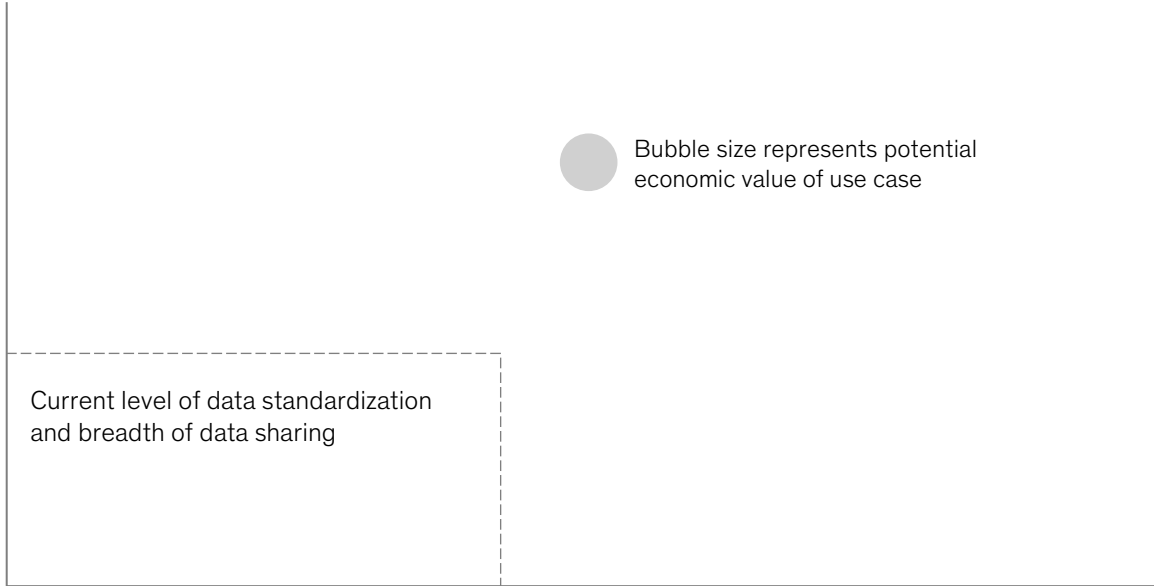 Bubble size represents potential
economic value of use case
Current level of data standardization
and breadth of data sharing